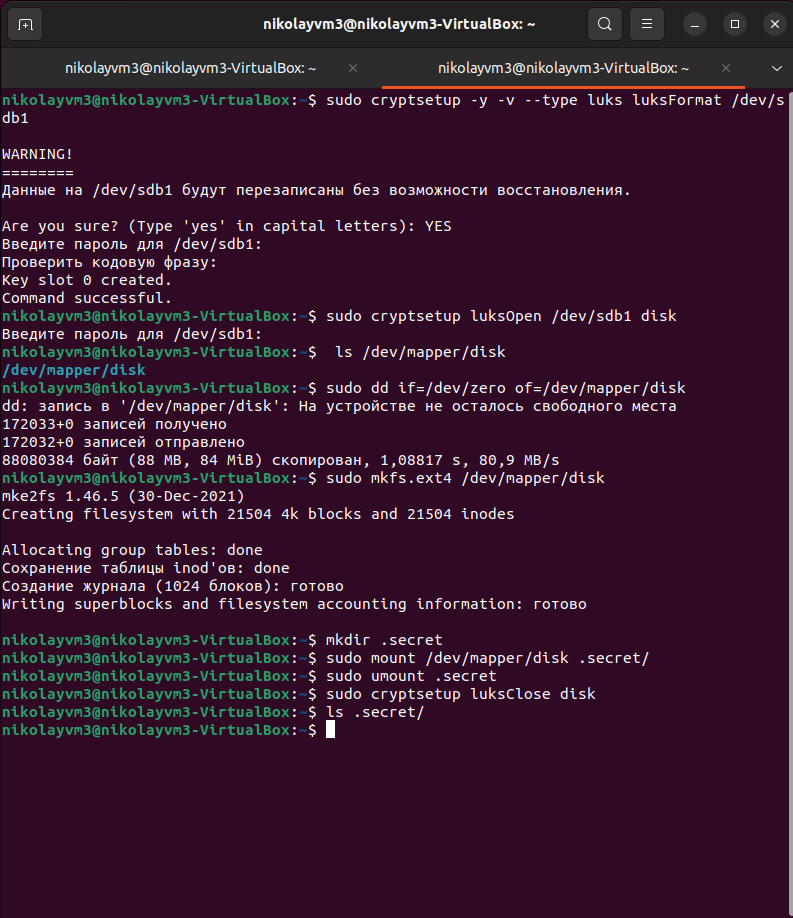 nikolayvm3@nikolayvm3-VirtualBox: ~
nikolayvm3@nikolayvm3-VirtualBox: ~
nikolayvm3@nikolayvm3-VirtualBox: ~
nikolayvm3@nikolayvm3-VirtualBox:~$ sudo cryptsetup -y -v --type luks luksFormat /dev/s
db1
WARNING!
========
Данные на /dev/sdb1 будут перезаписаны без возможности восстановления.
Are you sure? (Type 'yes' in capital letters): YES
Введите пароль для /dev/sdb1:
Проверить кодовую фразу:
Key slot 0 created.
Command successful.
nikolayvm3@nikolayvm3-VirtualBox:~$ sudo cryptsetup luksOpen /dev/sdb1 disk
Введите пароль для /dev/sdb1:
nikolayvm3@nikolayvm3-VirtualBox:~$  ls /dev/mapper/disk
/dev/mapper/disk
nikolayvm3@nikolayvm3-VirtualBox:~$ sudo dd if=/dev/zero of=/dev/mapper/disk
dd: запись в '/dev/mapper/disk': На устройстве не осталось свободного места
172033+0 записей получено
172032+0 записей отправлено
88080384 байт (88 MB, 84 MiB) скопирован, 1,08817 s, 80,9 MB/s
nikolayvm3@nikolayvm3-VirtualBox:~$ sudo mkfs.ext4 /dev/mapper/disk
mke2fs 1.46.5 (30-Dec-2021)
Creating filesystem with 21504 4k blocks and 21504 inodes
Allocating group tables: done
Сохранение таблицы inod'ов: done
Создание журнала (1024 блоков): готово
Writing superblocks and filesystem accounting information: готово
nikolayvm3@nikolayvm3-VirtualBox:~$ mkdir .secret
nikolayvm3@nikolayvm3-VirtualBox:~$ sudo mount /dev/mapper/disk .secret/
nikolayvm3@nikolayvm3-VirtualBox:~$ sudo umount .secret
nikolayvm3@nikolayvm3-VirtualBox:~$ sudo cryptsetup luksClose disk
nikolayvm3@nikolayvm3-VirtualBox:~$ ls .secret/
nikolayvm3@nikolayvm3-VirtualBox:~$